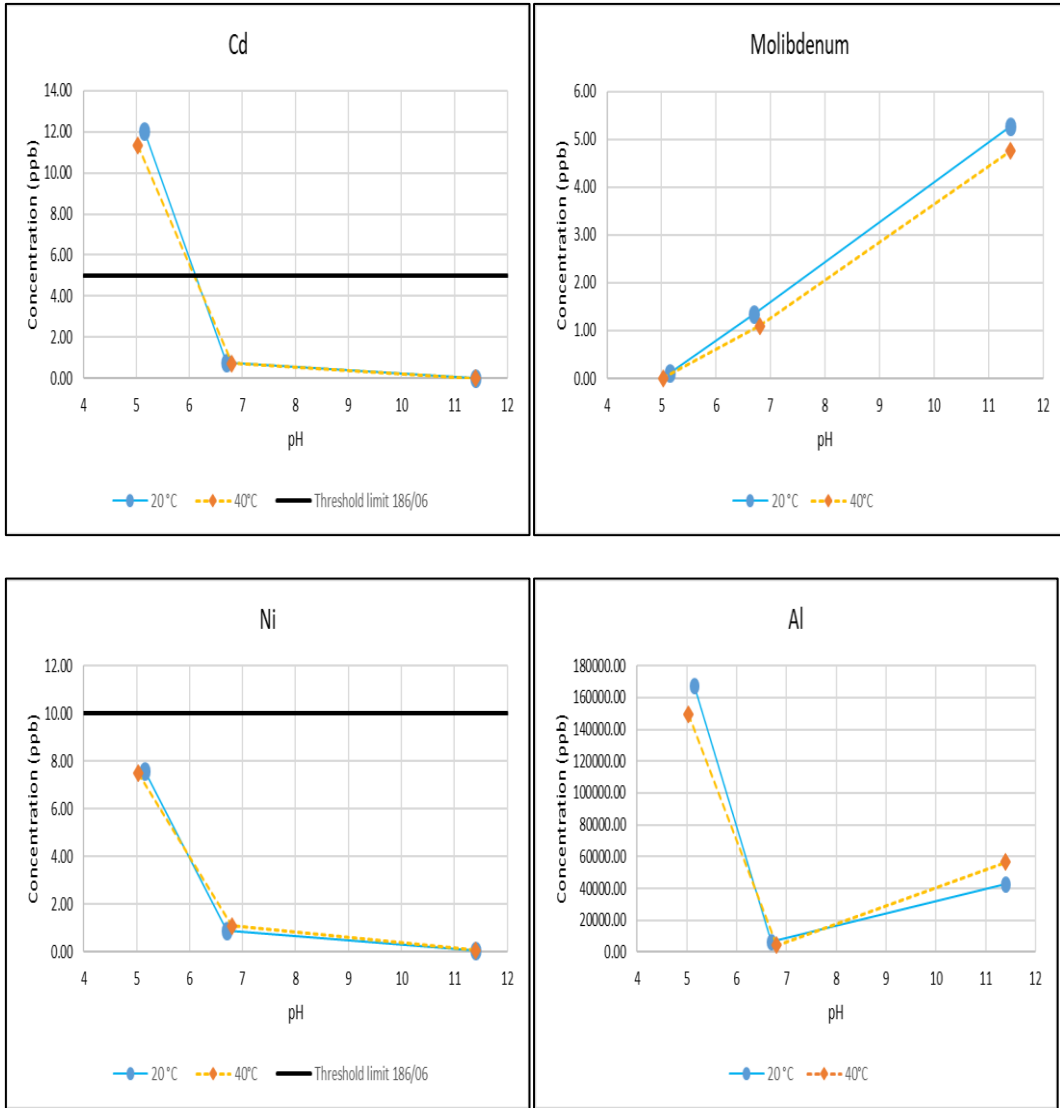 Cd
Concentration (ppb)
14.00
12.00
10.00
8.00
6.00
4.00
2.00
0.00
4 5 6 7 8 9 10 11 12
pH
20°C 40°C Threshold limit 186/06
Molibdenum
Concentration (ppb)
6.00
5.00
4.00
3.00
2.00
1.00
0.00
4 5 6 7 8 9 10 11 12
pH
20°C 40°C
Ni
Concentration (ppb)
12.00
10.00
8.00
6.00
4.00
2.00
0.00
4 5 6 7 8 9 10 11 12
pH
20°C 40°C Threshold limit 186/06
Al
Concentration (ppb)
180000.00
160000.00
140000.00
120000.00
100000.00
80000.00
60000.00
40000.00
20000.00
0.00
4 5 6 7 8 9 10 11 12
pH
20°C 40°C